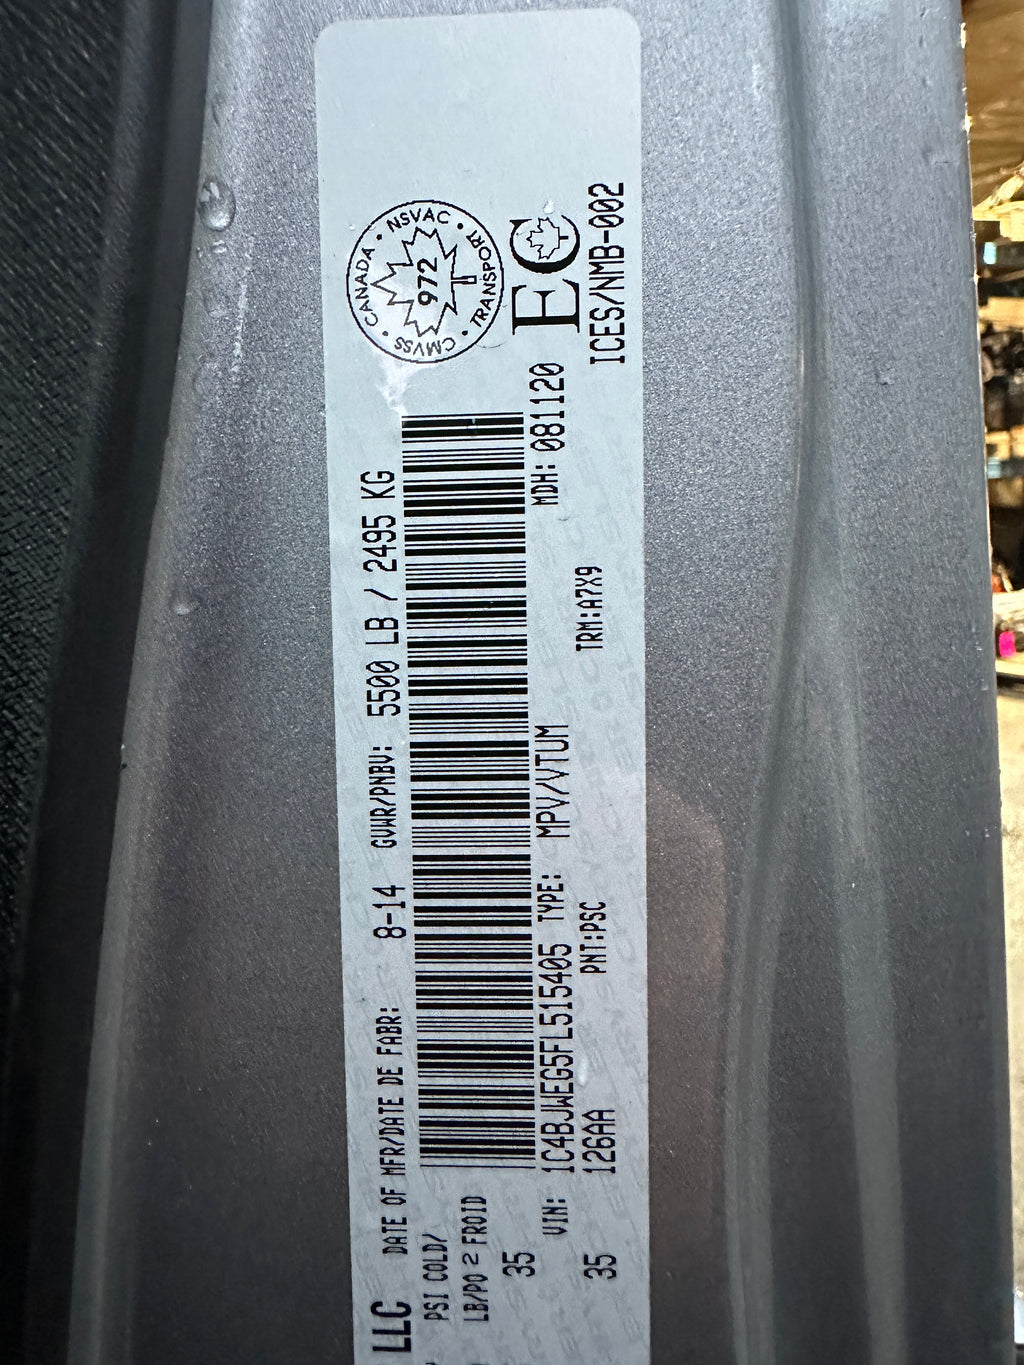 LLC
DATE OF MFR/DATE DE FABR: 8-14 GVWR/PNBV: 5500 LB / 2495 KG
PSI COLD/
LB/PO 2 FROID
35
VIN: 1C4BJWEG5FL515405 TYPE: MPV/VTUM MDH: 081120
35 126AA PNT:PSC TRM:A7X9 ICES/NMB-002
CANADA • NSVAC • TRANSPORT • CMVSS •
972
EC